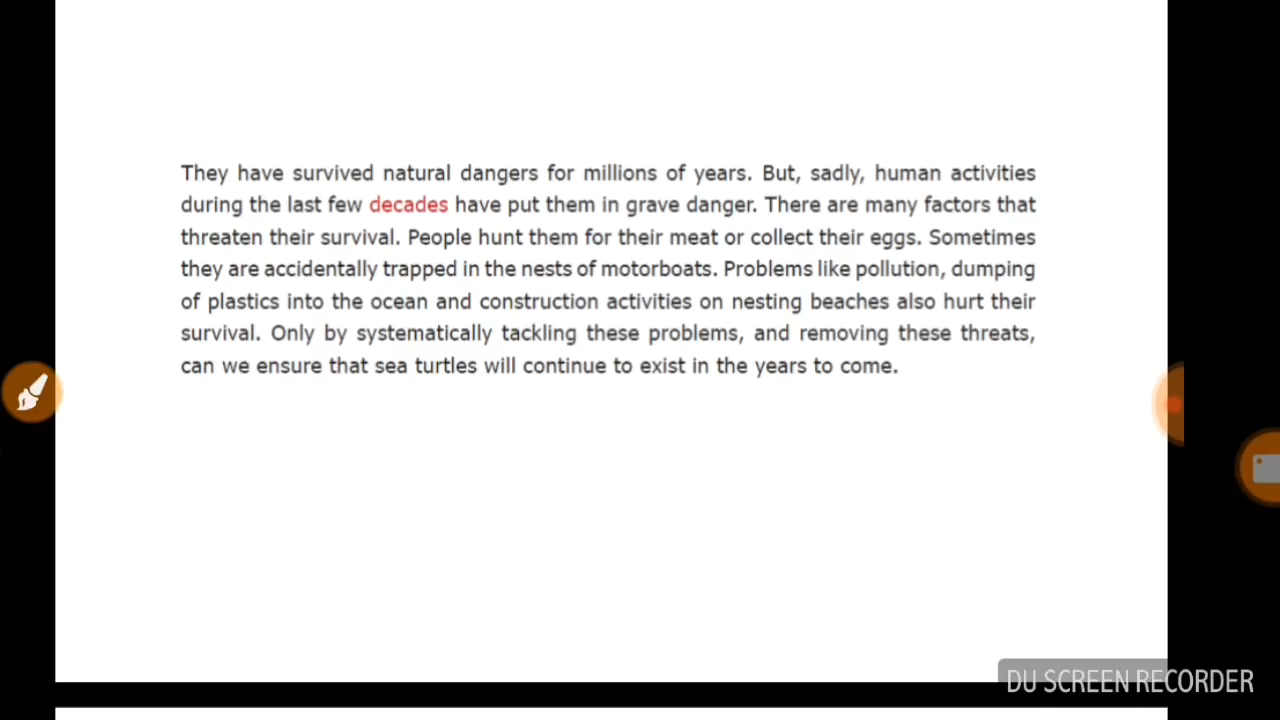 They have survived natural dangers for millions of years. But, sadly, human activities
during the last few decades have put them in grave danger. There are many factors that
threaten their survival. People hunt them for their meat or collect their eggs. Sometimes
they are accidentally trapped in the nests of motorboats. Problems like pollution, dumping
of plastics into the ocean and construction activities on nesting beaches also hurt their
survival. Only by systematically tackling these problems, and removing these threats,
can we ensure that sea turtles will continue to exist in the years to come.
DU SCREEN RECORDER